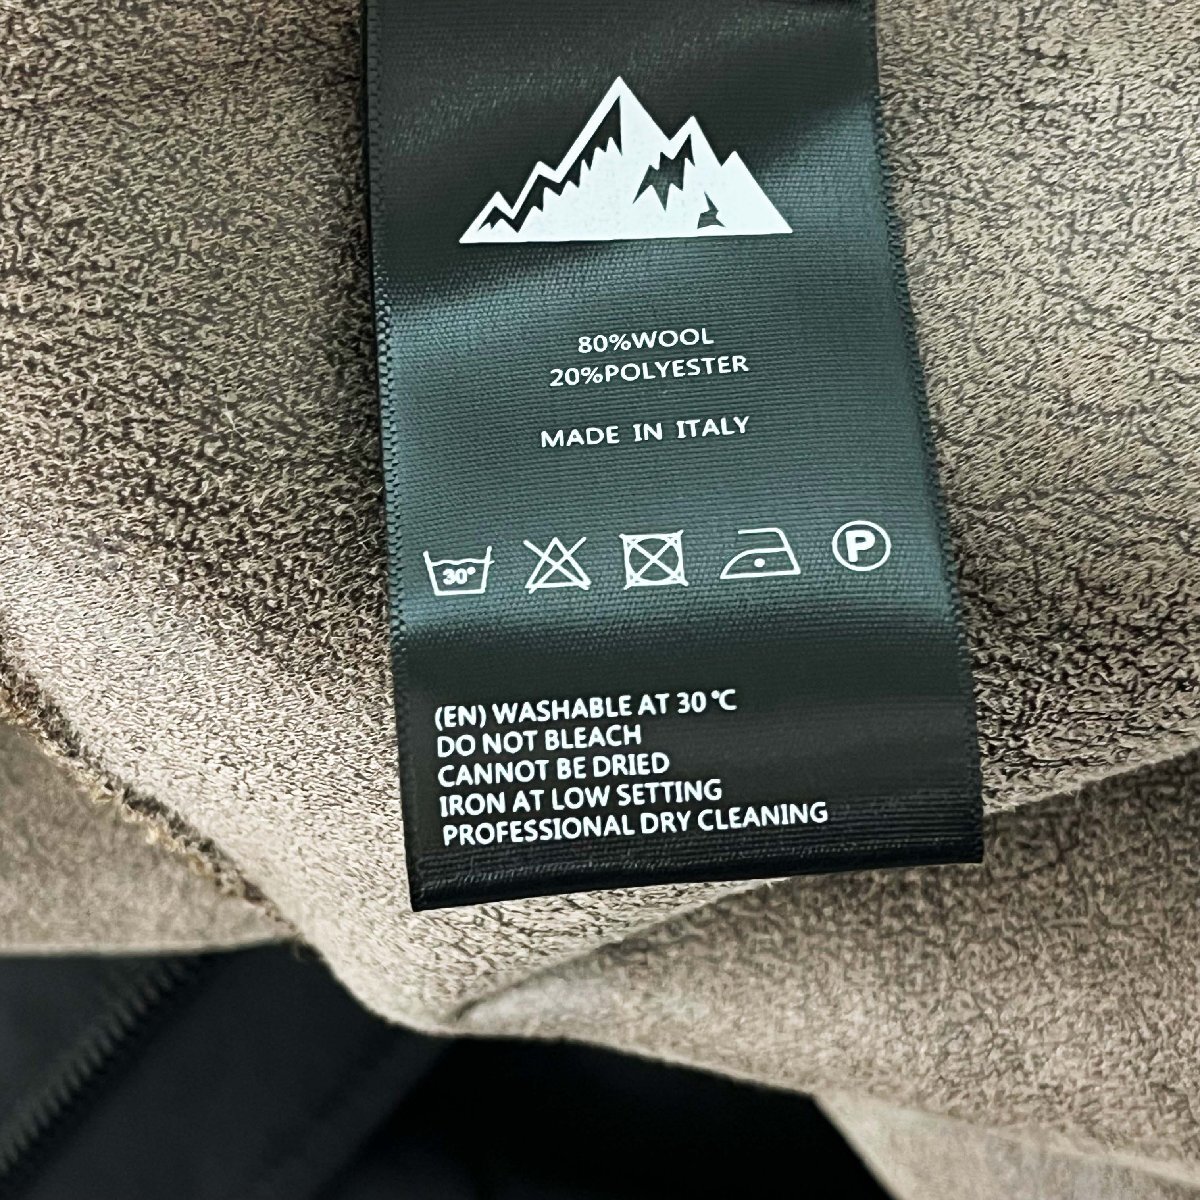 80%WOOL
20%POLYESTER
MADE IN ITALY
30°
P
(EN) WASHABLE AT 30 °C
DO NOT BLEACH
CANNOT BE DRIED
IRON AT LOW SETTING
PROFESSIONAL DRY CLEANING